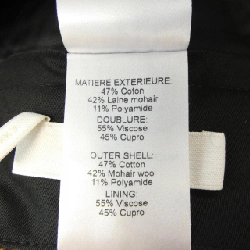 MATIERE EXTERIEURE:
47% Coton
42% Laine mohair
11% Polyamide
DOUBLURE:
55% Viscose
45% Cupro
OUTER SHELL:
47% Cotton
42% Mohair woo
11% Polyamide
LINING:
55% Viscose
45% Cupro